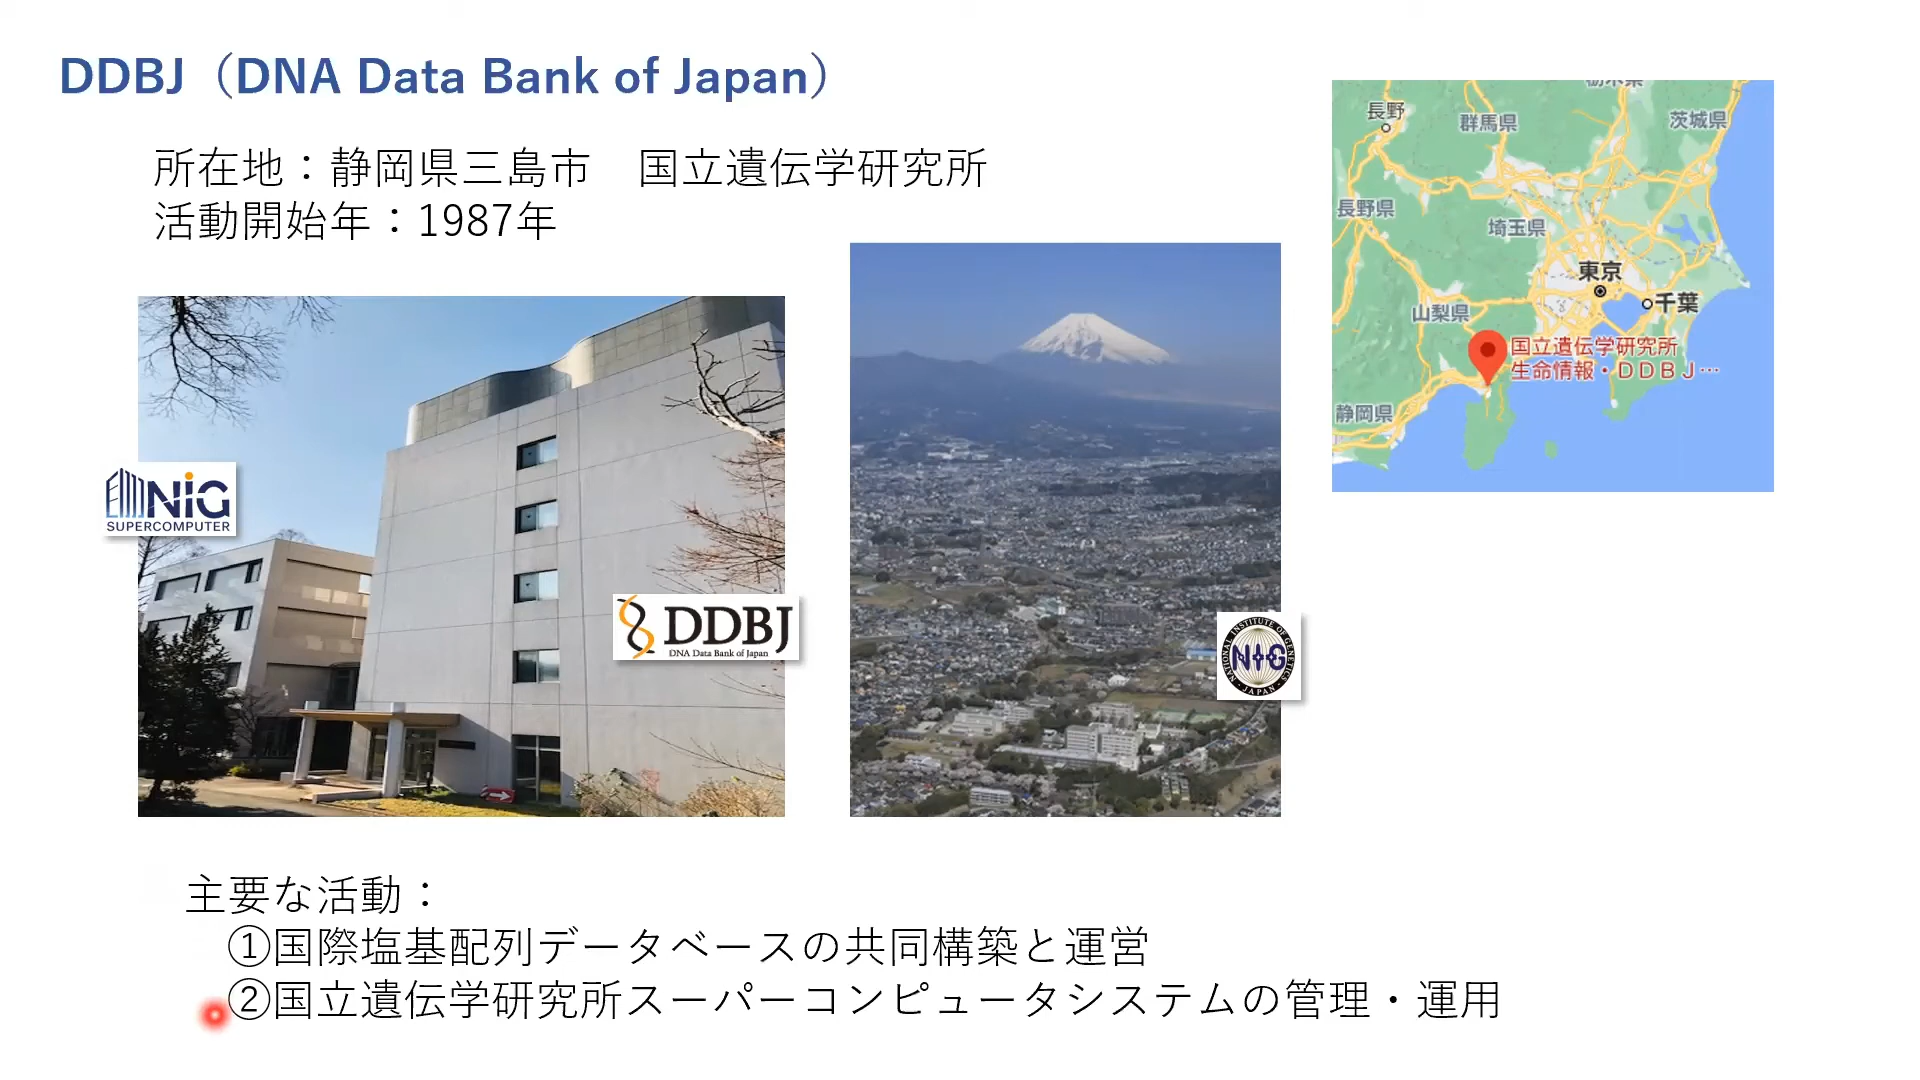 DDBJ（DNA Data Bank of Japan）
所在地：静岡県三島市　国立遺伝学研究所
活動開始年：1987年
長野
群馬県
茨城県
長野県
埼玉県
東京
千葉
山梨県
国立遺伝学研究所
生命情報・ＤＤＢＪ…
静岡県
NIG
SUPERCOMPUTER
DDBJ
DNA Data Bank of Japan
NATIONAL INSTITUTE OF GENETICS
NIG
・JAPAN・
主要な活動：
①国際塩基配列データベースの共同構築と運営
②国立遺伝学研究所スーパーコンピュータシステムの管理・運用